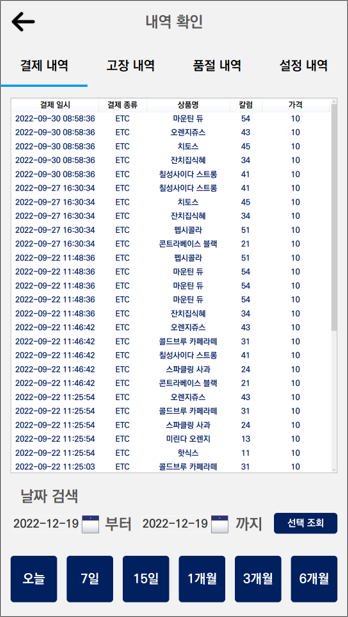 내역 확인
결제 내역 고장 내역 품절 내역 설정 내역
결제 일시 결제 종류 상품명 칼럼 가격
2022-09-30 08:58:36 ETC 마운틴 듀 54 10
2022-09-30 08:58:36 ETC 오렌지쥬스 43 10
2022-09-30 08:58:36 ETC 치토스 45 10
2022-09-30 08:58:36 ETC 잔치집식혜 34 10
2022-09-30 08:58:36 ETC 칠성사이다 스트롱 41 10
2022-09-27 16:30:34 ETC 칠성사이다 스트롱 41 10
2022-09-27 16:30:34 ETC 치토스 45 10
2022-09-27 16:30:34 ETC 잔치집식혜 34 10
2022-09-27 16:30:34 ETC 펩시콜라 51 10
2022-09-27 16:30:34 ETC 콘트라베이스 블랙 21 10
2022-09-22 11:48:36 ETC 펩시콜라 51 10
2022-09-22 11:48:36 ETC 마운틴 듀 54 10
2022-09-22 11:48:36 ETC 마운틴 듀 54 10
2022-09-22 11:48:36 ETC 마운틴 듀 54 10
2022-09-22 11:48:36 ETC 잔치집식혜 34 10
2022-09-22 11:46:42 ETC 오렌지쥬스 43 10
2022-09-22 11:46:42 ETC 콜드브루 카페라떼 31 10
2022-09-22 11:46:42 ETC 칠성사이다 스트롱 41 10
2022-09-22 11:46:42 ETC 스파클링 사과 24 10
2022-09-22 11:46:42 ETC 콘트라베이스 블랙 21 10
2022-09-22 11:25:54 ETC 오렌지쥬스 43 10
2022-09-22 11:25:54 ETC 콜드브루 카페라떼 31 10
2022-09-22 11:25:54 ETC 스파클링 사과 24 10
2022-09-22 11:25:54 ETC 미린다 오렌지 13 10
2022-09-22 11:25:54 ETC 핫식스 11 10
2022-09-22 11:25:03 ETC 콜드브루 카페라떼 31 10
날짜 검색
2022-12-19 부터 2022-12-19 까지 선택 조회
오늘 7일 15일 1개월 3개월 6개월